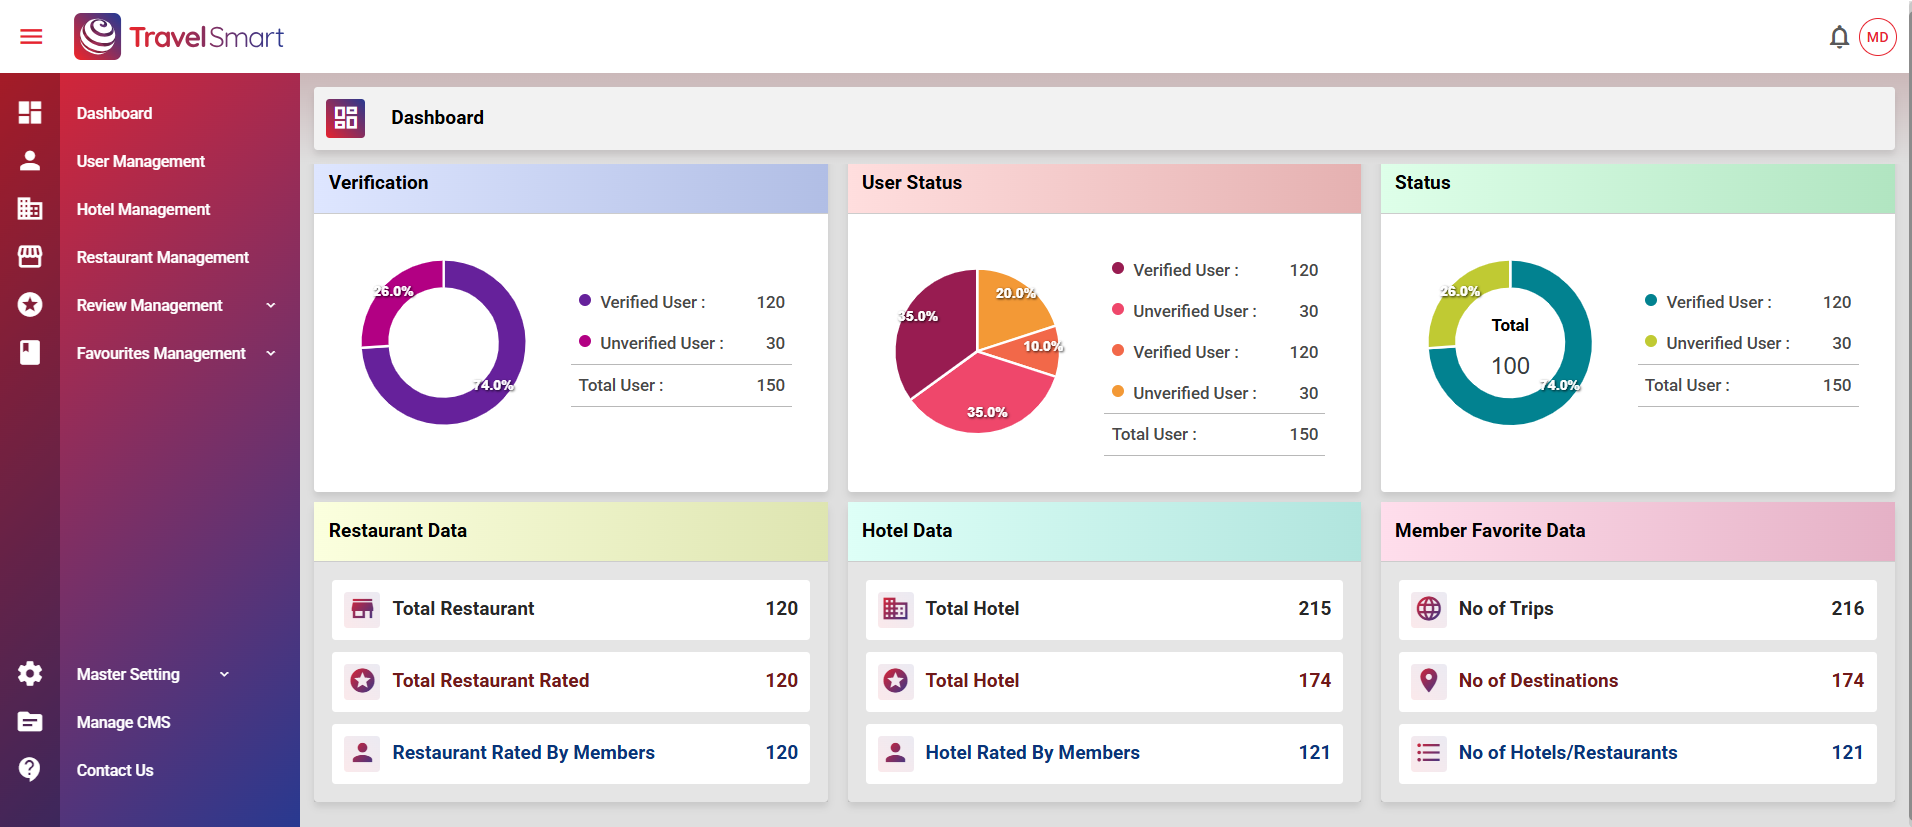 TravelSmart
MD
Dashboard
User Management
Hotel Management
Restaurant Management
Review Management
Favourites Management
Master Setting
Manage CMS
Contact Us
Dashboard
Verification
26.0%
74.0%
Verified User : 120
Unverified User : 30
Total User : 150
User Status
35.0%
20.0%
10.0%
35.0%
Verified User : 120
Unverified User : 30
Verified User : 120
Unverified User : 30
Total User : 150
Status
26.0%
Total
100
74.0%
Verified User : 120
Unverified User : 30
Total User : 150
Restaurant Data
Total Restaurant 120
Total Restaurant Rated 120
Restaurant Rated By Members 120
Hotel Data
Total Hotel 215
Total Hotel 174
Hotel Rated By Members 121
Member Favorite Data
No of Trips 216
No of Destinations 174
No of Hotels/Restaurants 121